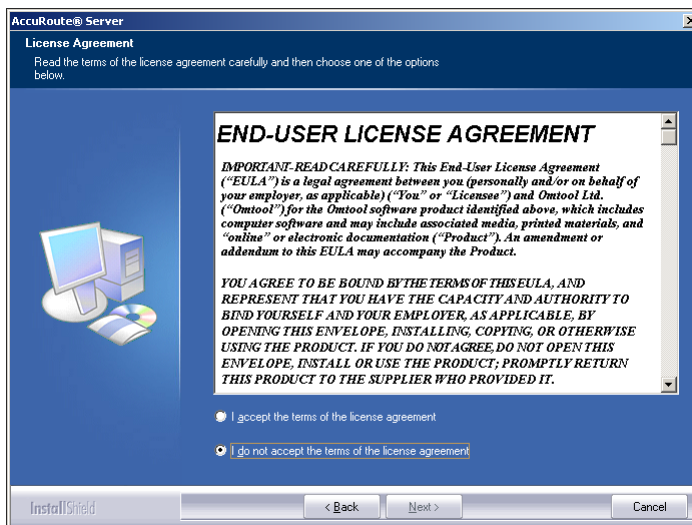 AccuRoute® Server
License Agreement
Read the terms of the license agreement carefully and then choose one of the options
below.
END-USER LICENSE AGREEMENT
IMPORTANT-READ CAREFULLY: This End-User License Agreement
("EULA") is a legal agreement between you (personally and/or on behalf of
your employer, as applicable) ("You" or "Licensee") and Omtool Ltd.
("Omtool") for the Omtool software product identified above, which includes
computer software and may include associated media, printed materials, and
"online" or electronic documentation ("Product"). An amendment or
addendum to this EULA may accompany the Product.
YOU AGREE TO BE BOUND BY THE TERMS OF THIS EULA, AND
REPRESENT THAT YOU HAVE THE CAPACITY AND AUTHORITY TO
BIND YOURSELF AND YOUR EMPLOYER, AS APPLICABLE, BY
OPENING THIS ENVELOPE, INSTALLING, COPYING, OR OTHERWISE
USING THE PRODUCT. IF YOU DO NOT AGREE, DO NOT OPEN THIS
ENVELOPE, INSTALL OR USE THE PRODUCT; PROMPTLY RETURN
THIS PRODUCT TO THE SUPPLIER WHO PROVIDED IT.
I accept the terms of the license agreement
I do not accept the terms of the license agreement
InstallShield
< Back
Next >
Cancel